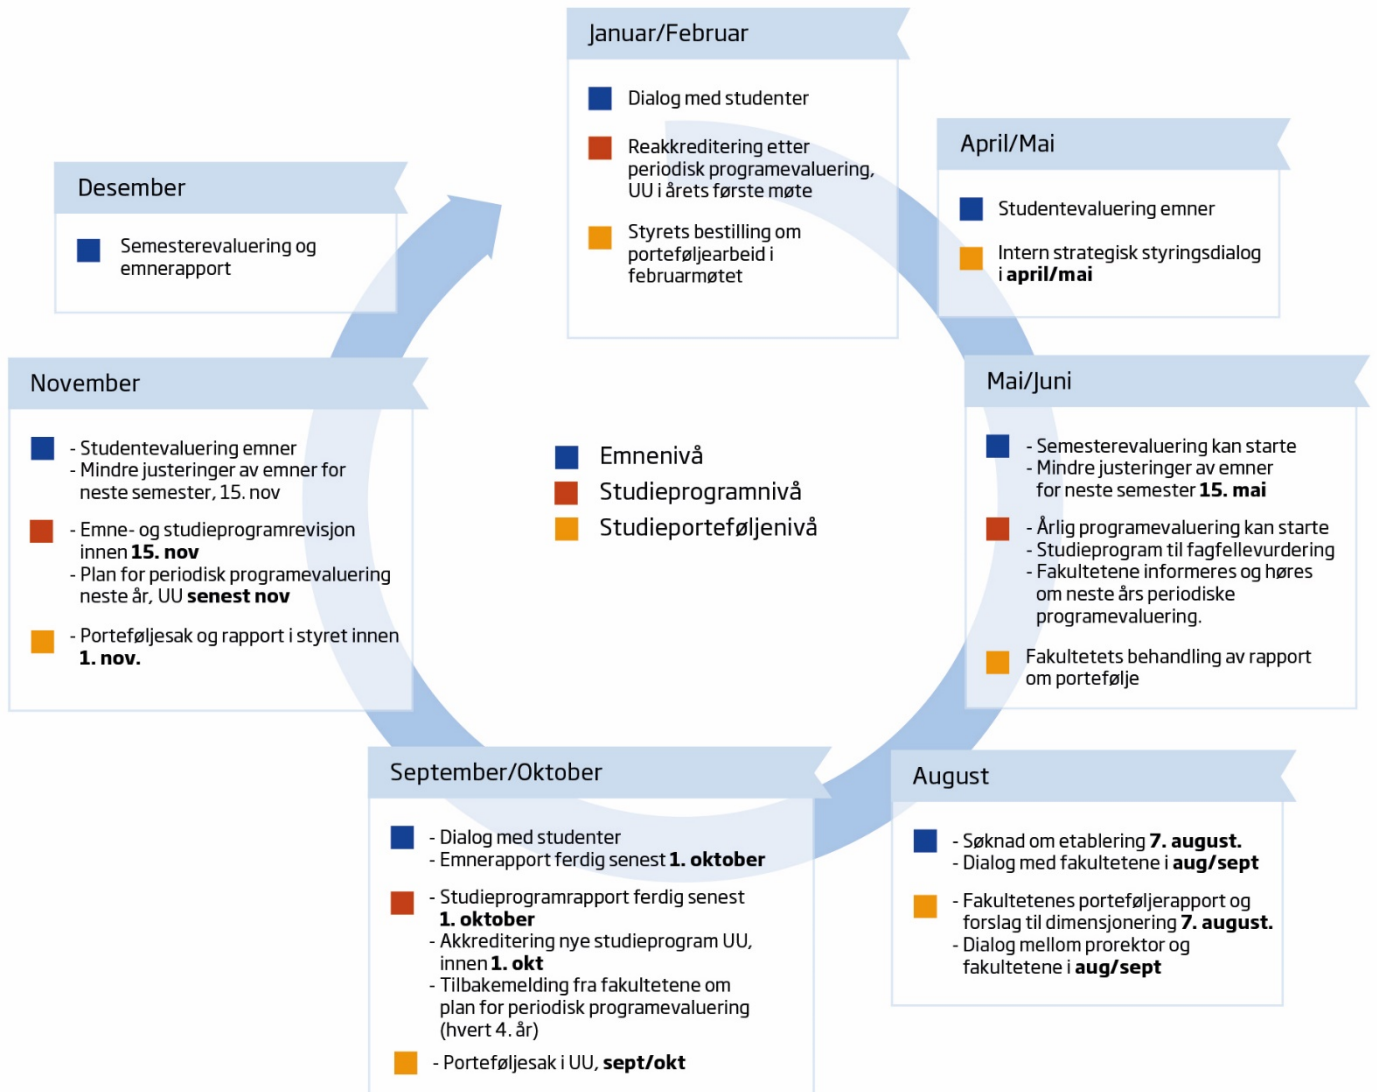 Januar/Februar
Dialog med studenter
Reakkreditering etter
periodisk programevaluering,
UU i årets første møte
Styrets bestilling om
porteføljearbeid i
februarmøtet
April/Mai
Studentevaluering emner
Intern strategisk styringsdialog
i april/mai
Mai/Juni
- Semesterevaluering kan starte
- Mindre justeringer av emner
for neste semester 15. mai
- Årlig programevaluering kan starte
- Studieprogram til fagfellevurdering
- Fakultetene informeres og høres
om neste års periodiske
programevaluering.
Fakultetets behandling av rapport
om portefølje
August
- Søknad om etablering 7. august.
- Dialog med fakultetene i aug/sept
- Fakultetenes porteføljerapport og
forslag til dimensjonering 7. august.
- Dialog mellom prorektor og
fakultetene i aug/sept
September/Oktober
- Dialog med studenter
- Emnerapport ferdig senest 1. oktober
- Studieprogramrapport ferdig senest
1. oktober
- Akkreditering nye studieprogram UU,
innen 1. okt
- Tilbakemelding fra fakultetene om
plan for periodisk programevaluering
(hvert 4. år)
- Porteføljesak i UU, sept/okt
November
- Studentevaluering emner
- Mindre justeringer av emner for
neste semester, 15. nov
- Emne- og studieprogramrevisjon
innen 15. nov
- Plan for periodisk programevaluering
neste år, UU senest nov
- Porteføljesak og rapport i styret innen
1. nov.
Desember
Semesterevaluering og
emnerapport
Emnenivå
Studieprogramnivå
Studieporteføljenivå